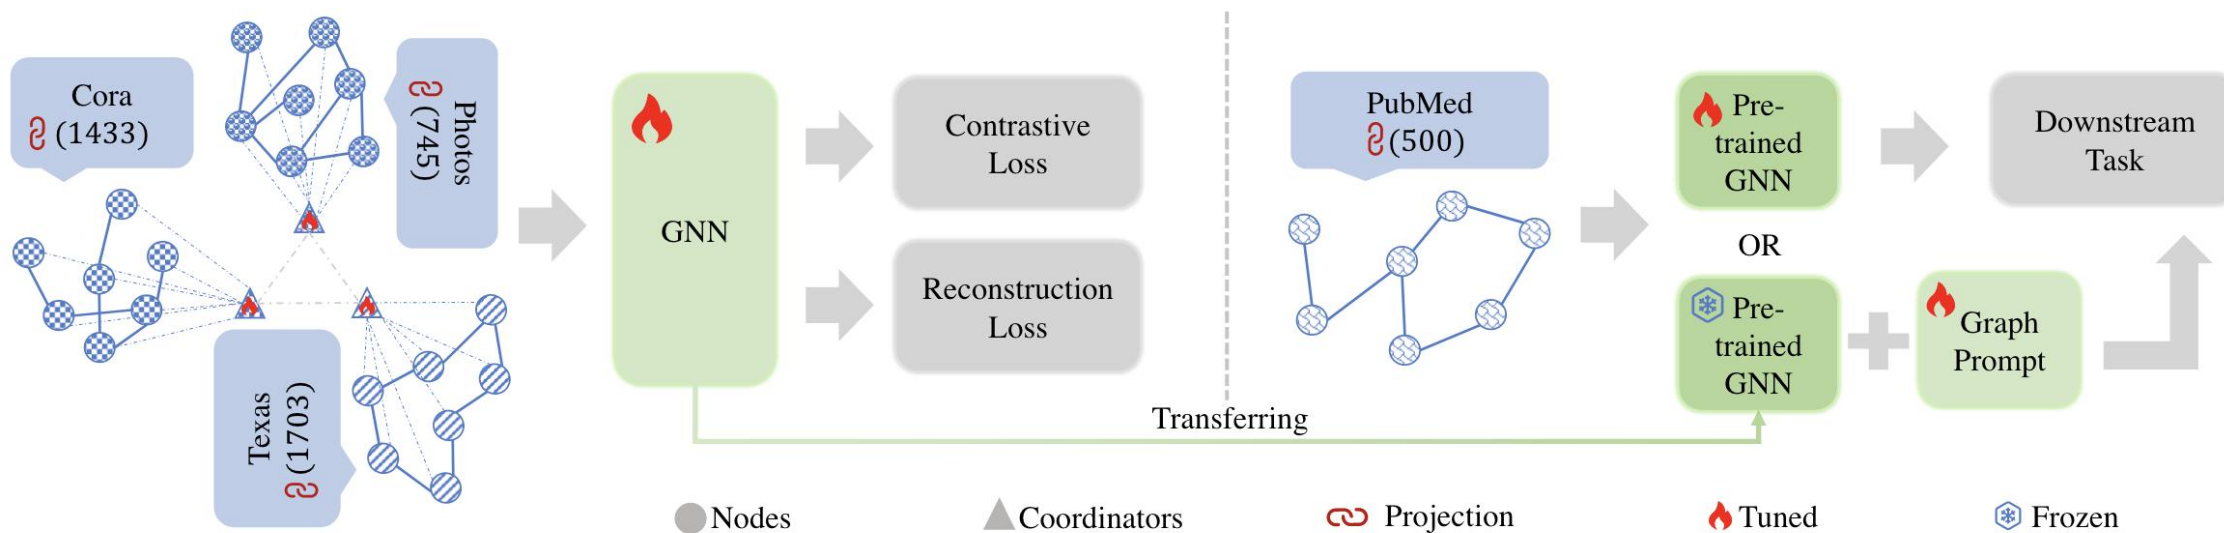 Cora
(1433)
Photos
(745)
Texas
(1703)
GNN
Contrastive
Loss
Reconstruction
Loss
Transferring
PubMed
(500)
Pre-
trained
GNN
OR
Pre-
trained
GNN
Graph
Prompt
Downstream
Task
Nodes
Coordinators
Projection
Tuned
Frozen